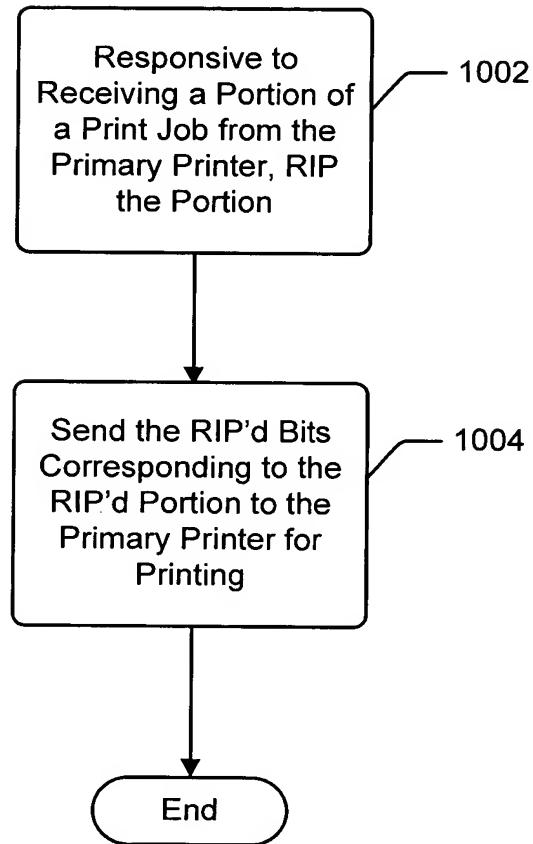 Responsive to
Receiving a Portion of
a Print Job from the
Primary Printer, RIP
the Portion
1002
Send the RIP'd Bits
Corresponding to the
RIP'd Portion to the
Primary Printer for
Printing
1004
End